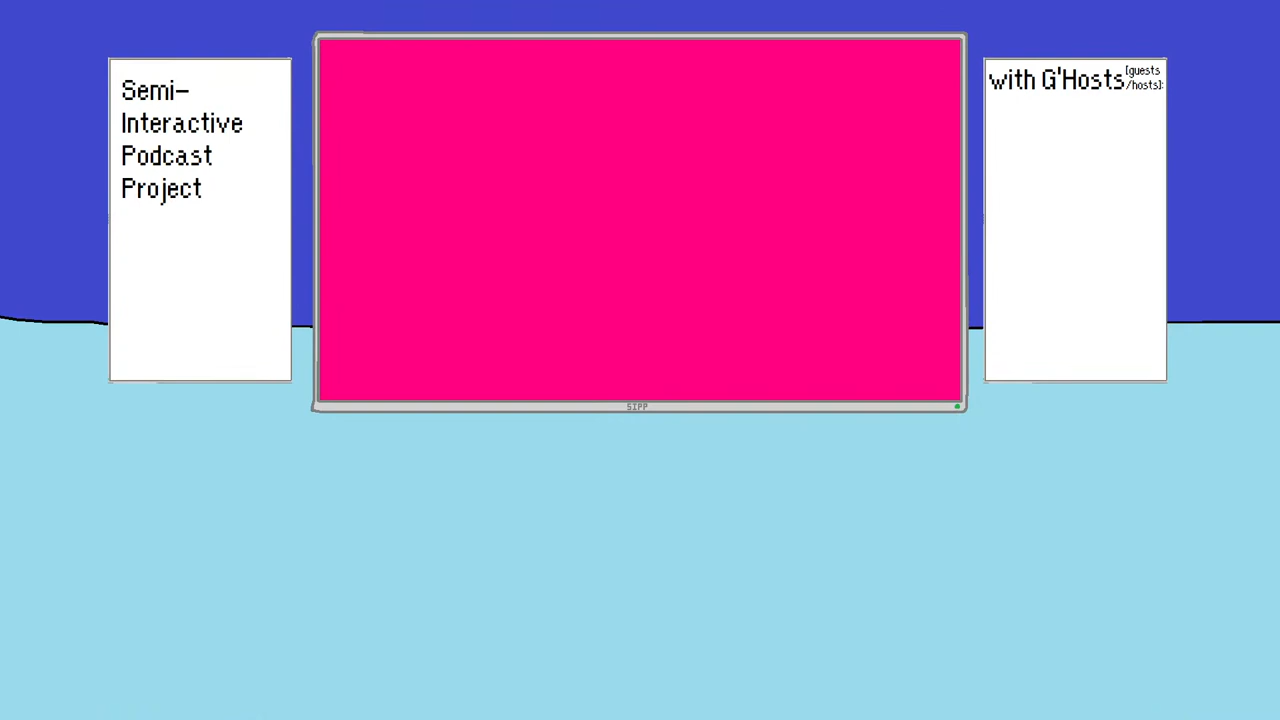 Semi-
Interactive
Podcast
Project
with G'Hosts [guests
/hosts]:
SIPP